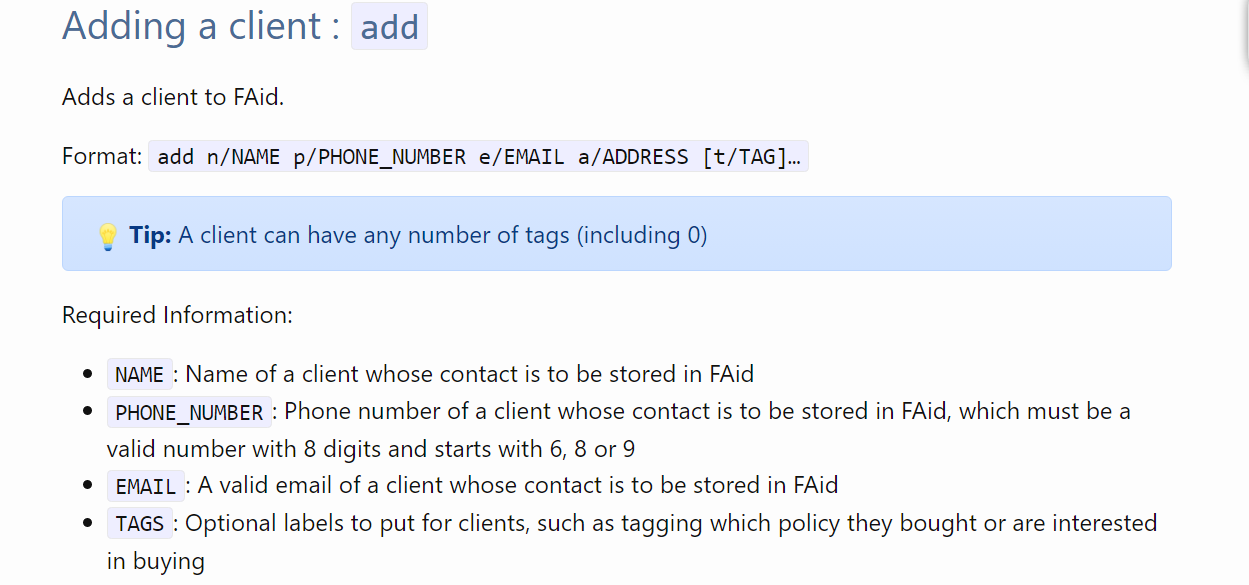 Adding a client : add
Adds a client to FAid.
Format: add n/NAME p/PHONE_NUMBER e/EMAIL a/ADDRESS [t/TAG]…
💡 Tip: A client can have any number of tags (including 0)
Required Information:
• NAME : Name of a client whose contact is to be stored in FAid
• PHONE_NUMBER : Phone number of a client whose contact is to be stored in FAid, which must be a
valid number with 8 digits and starts with 6, 8 or 9
• EMAIL : A valid email of a client whose contact is to be stored in FAid
• TAGS : Optional labels to put for clients, such as tagging which policy they bought or are interested
in buying